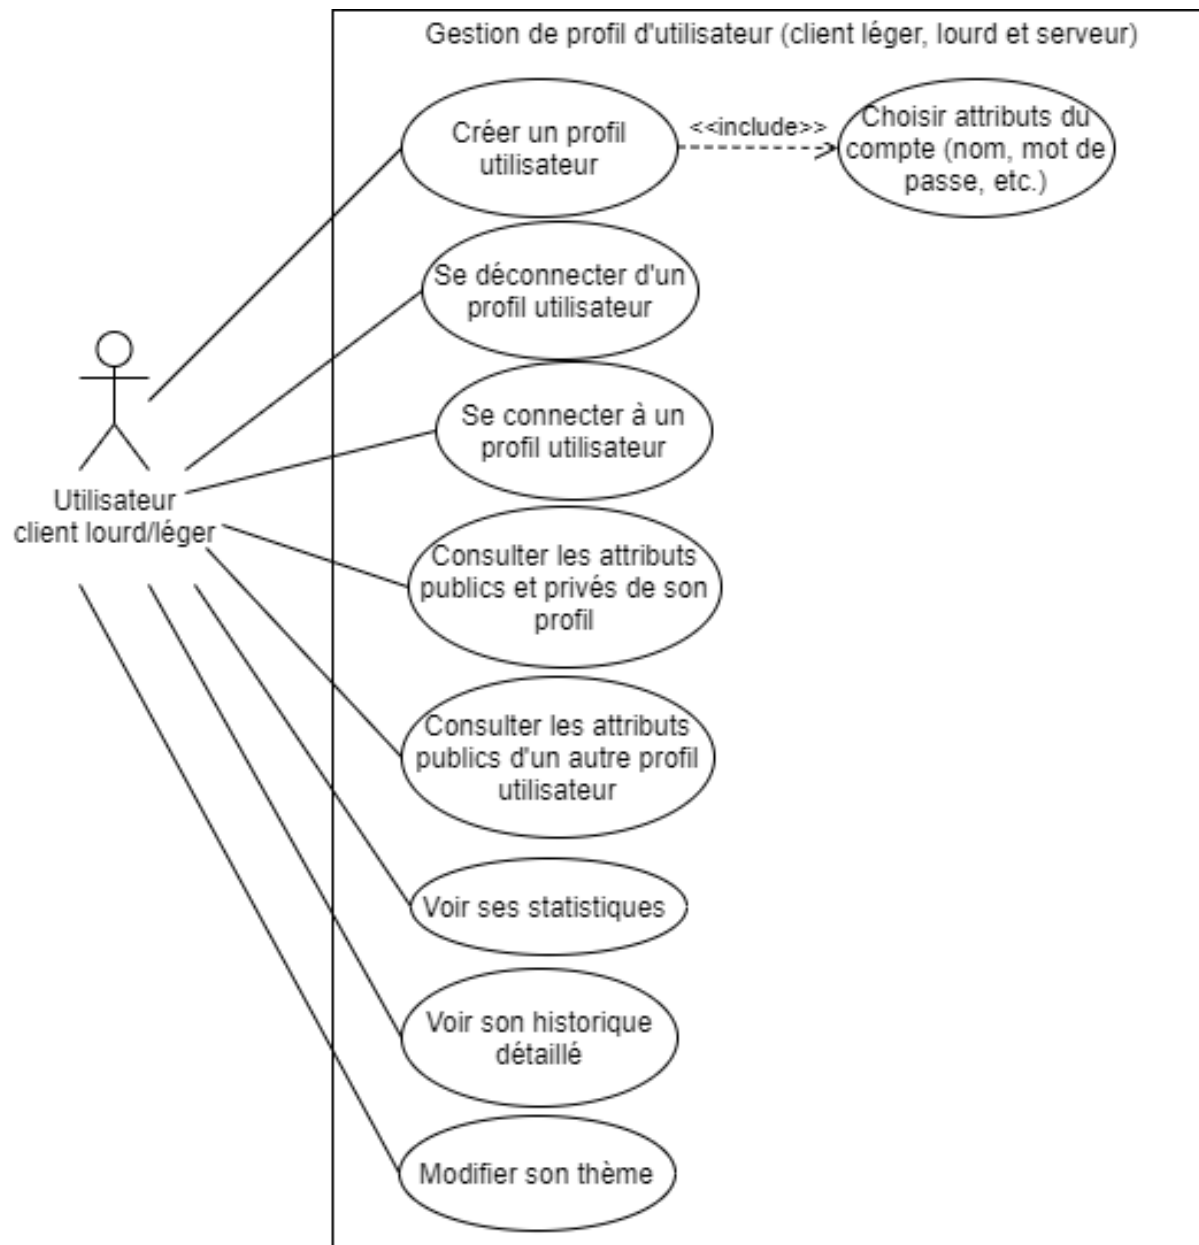 Gestion de profil d'utilisateur (client léger, lourd et serveur)
Créer un profil
utilisateur
<<include>>
Choisir attributs du
compte (nom, mot de
passe, etc.)
Se déconnecter d'un
profil utilisateur
Se connecter à un
profil utilisateur
Utilisateur
client lourd/léger
Consulter les attributs
publics et privés de son
profil
Consulter les attributs
publics d'un autre profil
utilisateur
Voir ses statistiques
Voir son historique
détaillé
Modifier son thème